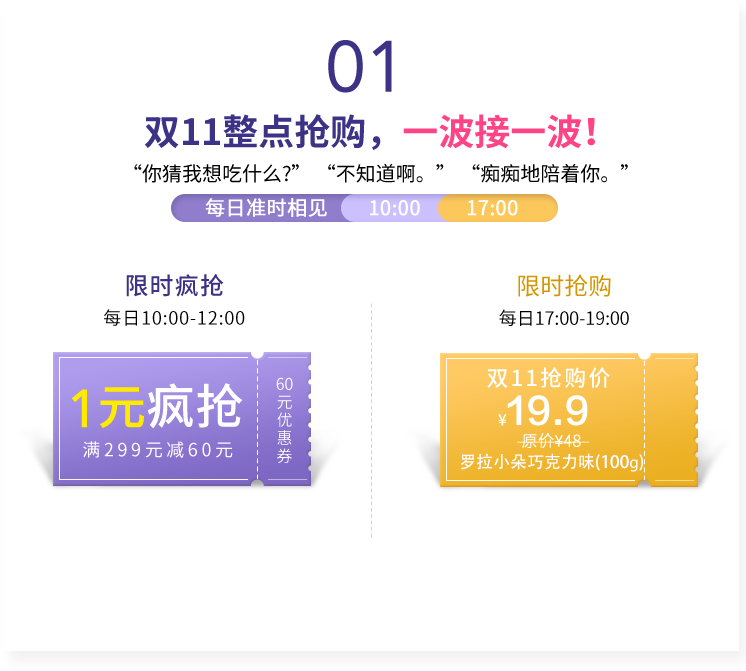 01
双11整点抢购，一波接一波！
“你猜我想吃什么？” “不知道啊。” “痴痴地陪着你。”
每日准时相见 10:00 17:00
限时疯抢
每日10:00-12:00
1元疯抢
满299元减60元
60元优惠券
限时抢购
每日17:00-19:00
双11抢购价
¥19.9
原价¥48
罗拉小朵巧克力味(100g)